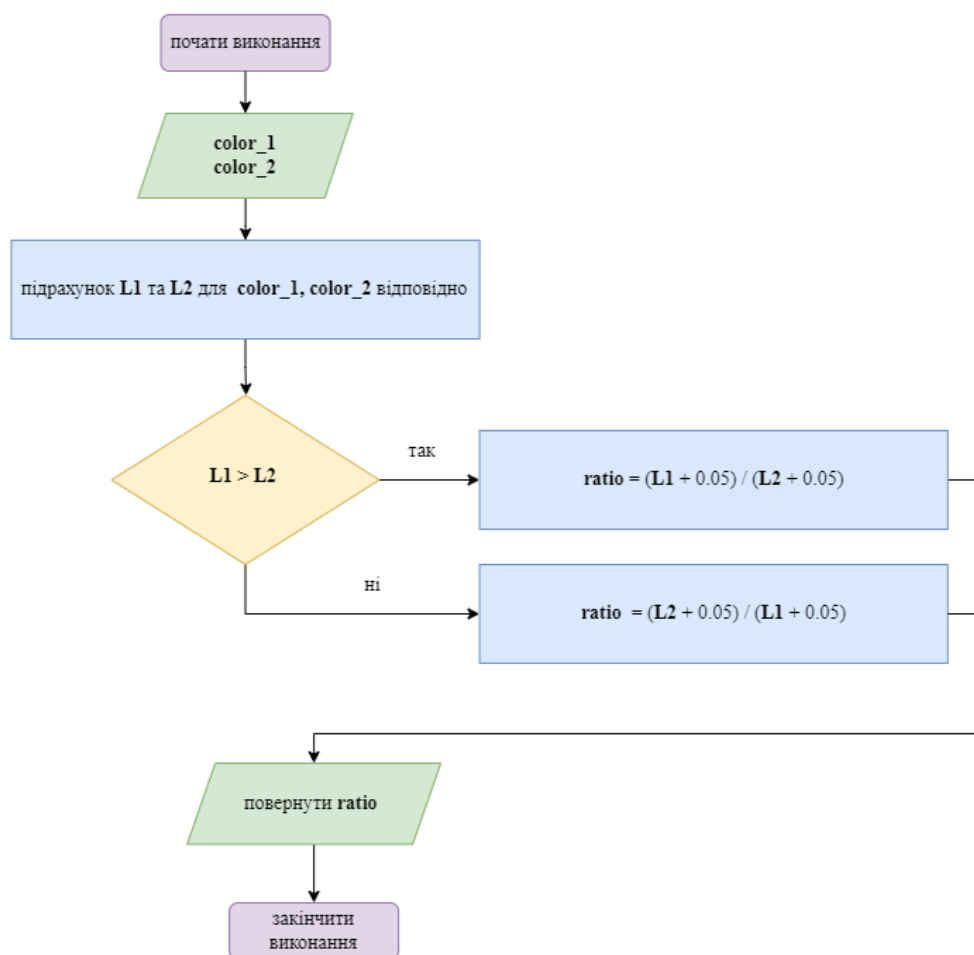 почати виконання
color_1
color_2
підрахунок L1 та L2 для color_1, color_2 відповідно
L1 > L2
так
ratio = (L1 + 0.05) / (L2 + 0.05)
ні
ratio = (L2 + 0.05) / (L1 + 0.05)
повернути ratio
закінчити
виконання